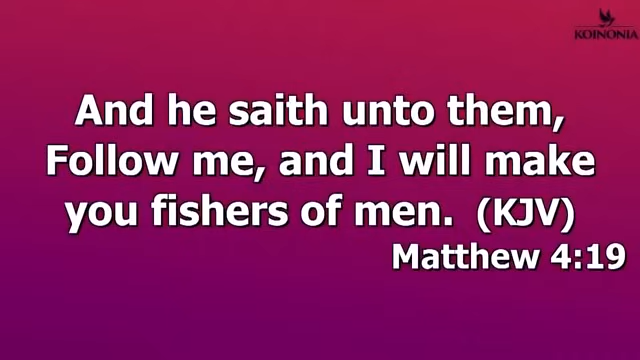 KOINONIA
And he saith unto them,
Follow me, and I will make
you fishers of men. (KJV)
Matthew 4:19